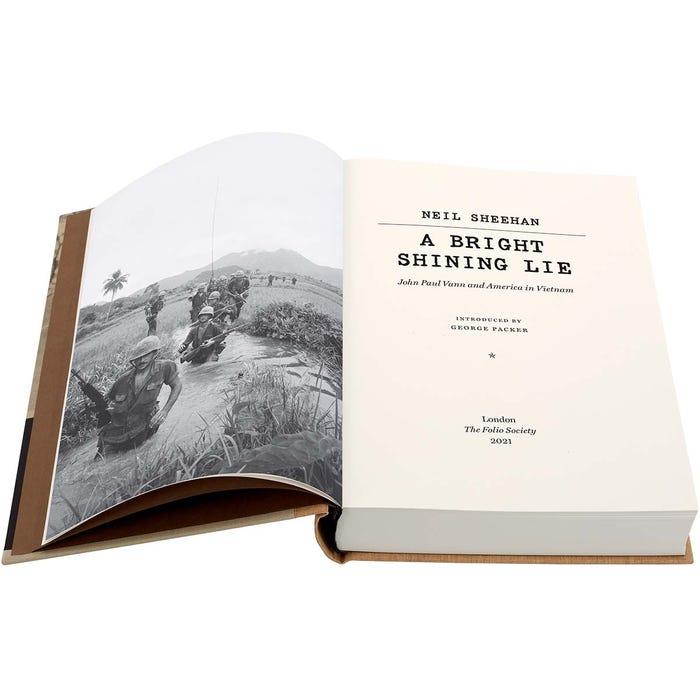 NEIL SHEEHAN
A BRIGHT
SHINING LIE
John Paul Vann and America in Vietnam
INTRODUCED BY
GEORGE PACKER
London
The Folio Society
2021